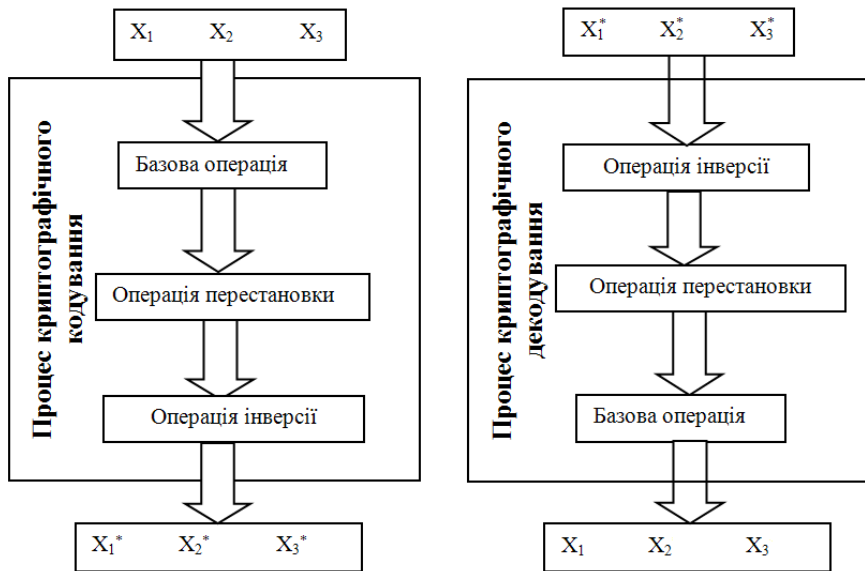 X₁ X₂ X₃
Процес криптографічного
кодування
Базова операція
Операція перестановки
Операція інверсії
X₁* X₂* X₃*
X₁* X₂* X₃*
Процес криптографічного
декодування
Операція інверсії
Операція перестановки
Базова операція
X₁ X₂ X₃